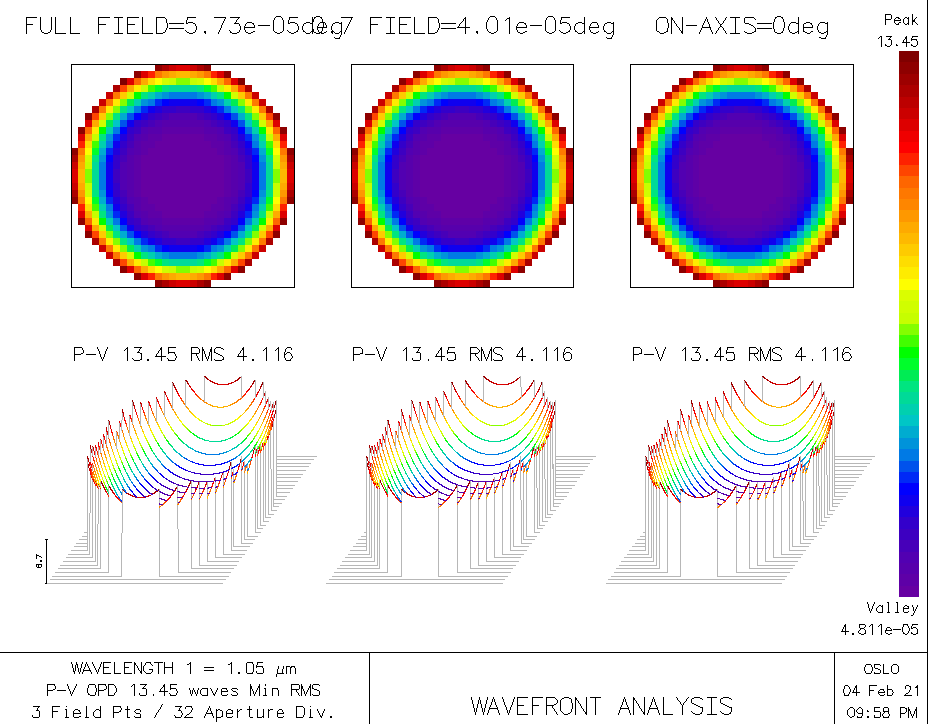 FULL FIELD=5.73e-05deg
0.7 FIELD=4.01e-05deg
ON-AXIS=0deg
Peak
13.45
P-V 13.45 RMS 4.116
P-V 13.45 RMS 4.116
P-V 13.45 RMS 4.116
6.7
Valley
4.811e-05
WAVELENGTH 1 = 1.05 µm
P-V OPD 13.45 waves Min RMS
3 Field Pts / 32 Aperture Div.
WAVEFRONT ANALYSIS
OSLO
04 Feb 21
09:58 PM